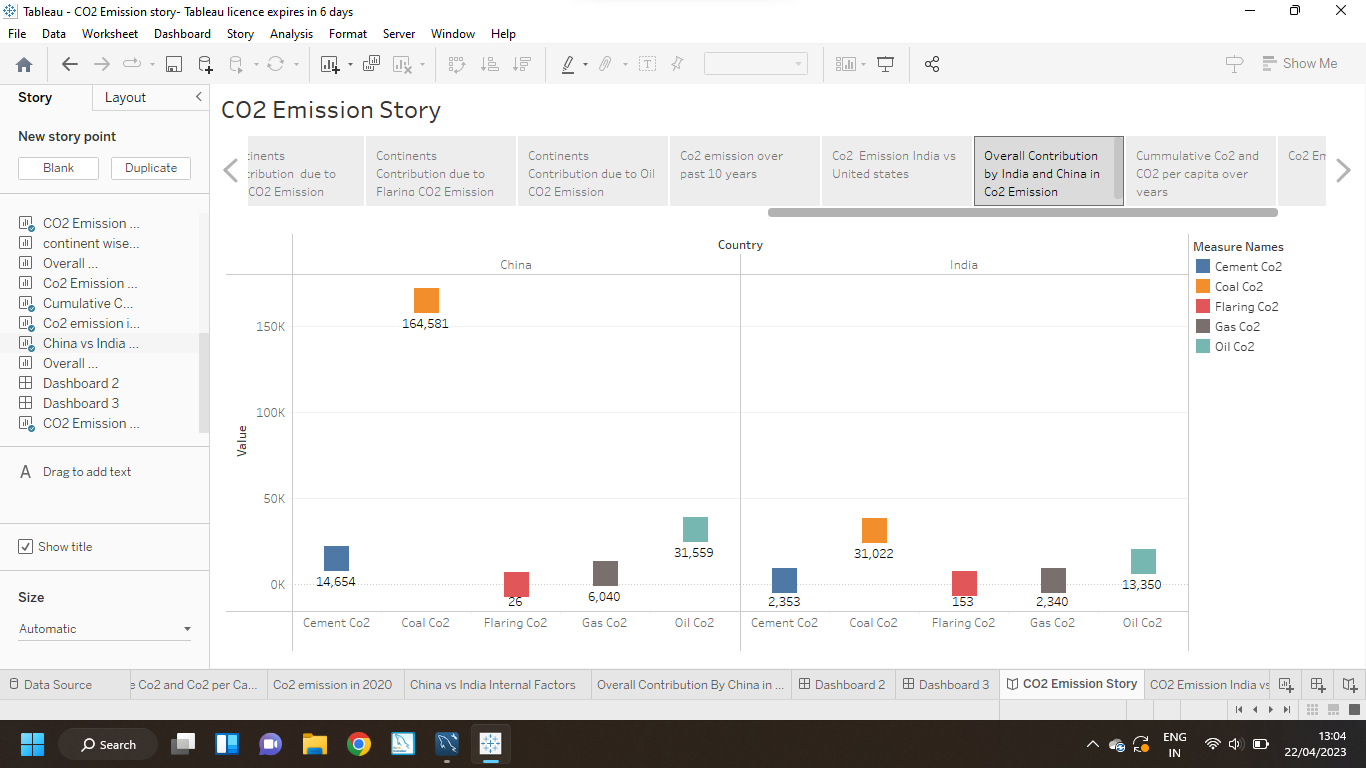 Tableau - CO2 Emission story- Tableau licence expires in 6 days
File Data Worksheet Dashboard Story Analysis Format Server Window Help
Show Me
Story Layout
New story point
Blank Duplicate
CO2 Emission ...
continent wise...
Overall ...
Co2 Emission ...
Cumulative C...
Co2 emission i...
China vs India ...
Overall ...
Dashboard 2
Dashboard 3
CO2 Emission ...
A Drag to add text
Show title
Size
Automatic
CO2 Emission Story
:inents
:ribution due to
CO2 Emission
Continents
Contribution due to
Flaring CO2 Emission
Continents
Contribution due to Oil
CO2 Emission
Co2 emission over
past 10 years
Co2 Emission India vs
United states
Overall Contribution
by India and China in
Co2 Emission
Cummulative Co2 and
CO2 per capita over
years
Co2 Em
Country
China India
Value
150K
100K
50K
0K
164,581
14,654
26
6,040
31,559
31,022
2,353
153
2,340
13,350
Cement Co2 Coal Co2 Flaring Co2 Gas Co2 Oil Co2 Cement Co2 Coal Co2 Flaring Co2 Gas Co2 Oil Co2
Measure Names
Cement Co2
Coal Co2
Flaring Co2
Gas Co2
Oil Co2
Data Source e Co2 and Co2 per Ca... Co2 emission in 2020 China vs India Internal Factors Overall Contribution By China in ... Dashboard 2 Dashboard 3 CO2 Emission Story CO2 Emission India vs
Search
ENG
IN
13:04
22/04/2023